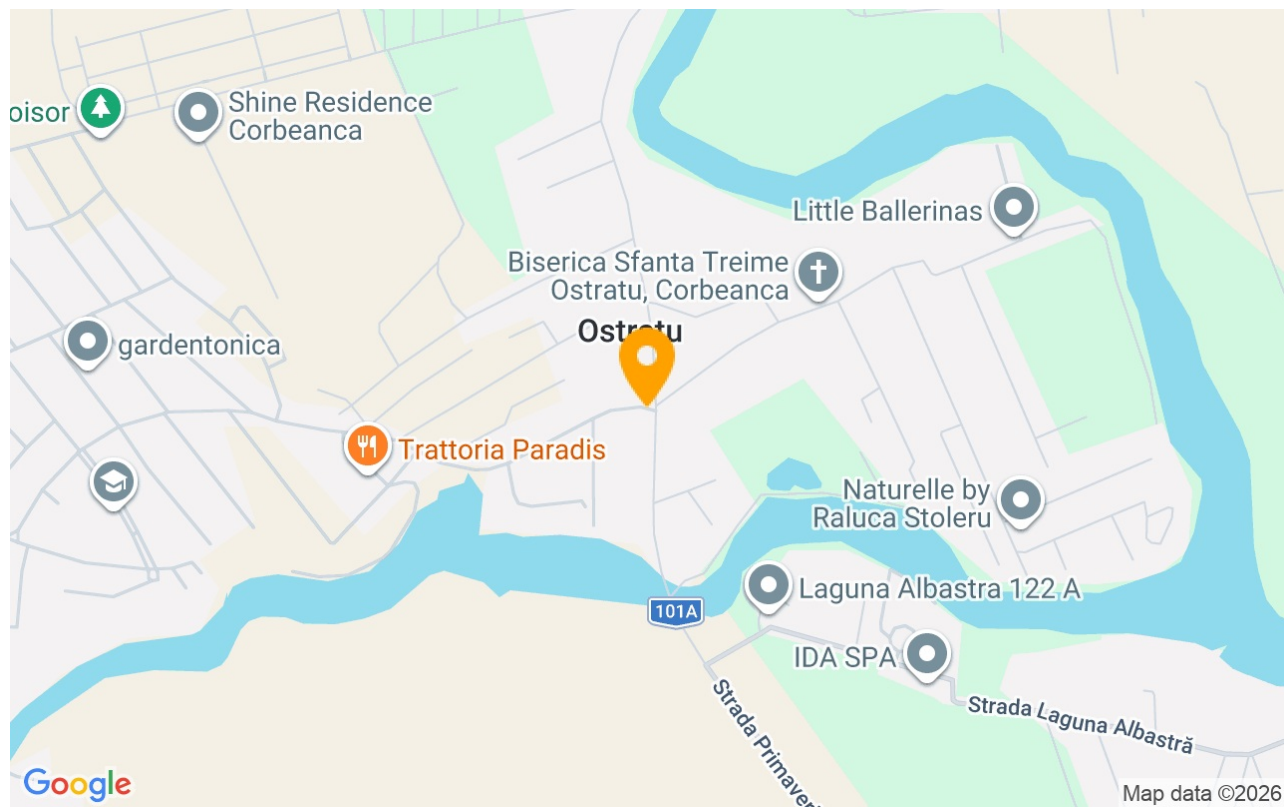 oisor
Shine Residence
Corbeanca
Little Ballerinas
Biserica Sfanta Treime
Ostratu, Corbeanca
Ostratu
gardentonica
Trattoria Paradis
Naturelle by
Raluca Stoleru
Laguna Albastra 122 A
101A
IDA SPA
Strada Primaveri
Strada Laguna Albastră
Google
Map data ©2026